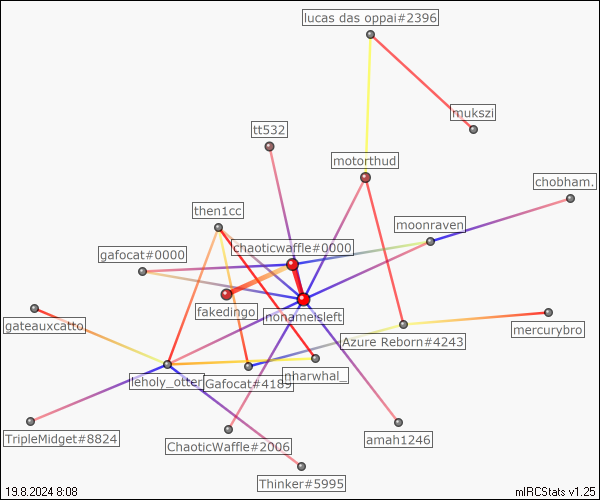 lucas das oppai#2396
mukszi
tt532
motorthud
chobham.
then1cc
moonraven
chaoticwaffle#0000
gafocat#0000
fakedingo
nonameisleft
gateauxcatto
Azure Reborn#4243
mercurybro
leholy_otter
Gafocat#4189
nharwhal_
TripleMidget#8824
ChaoticWaffle#2006
amah1246
Thinker#5995
19.8.2024 8:08
mIRCStats v1.25